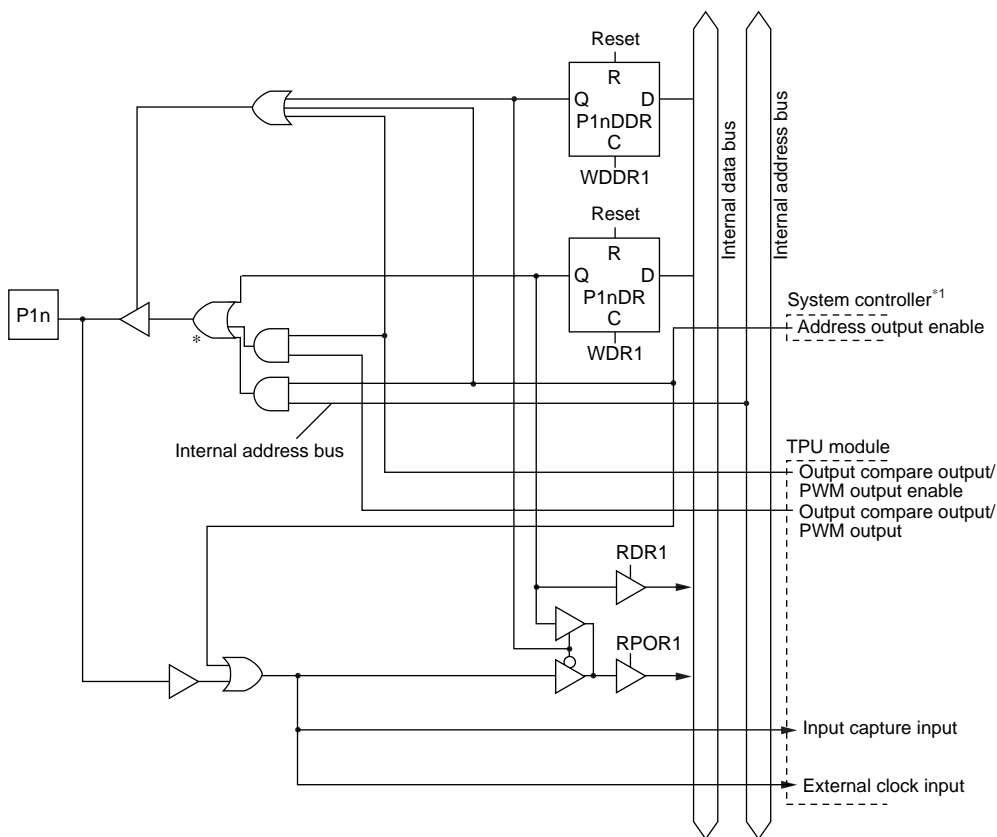 Reset
R
Q D
P1nDDR
C
WDDR1
Reset
R
Q D
P1nDR
C
WDR1
Internal data bus
Internal address bus
P1n
*
System controller*1
Address output enable
Internal address bus
TPU module
Output compare output/
PWM output enable
Output compare output/
PWM output
RDR1
RPOR1
Input capture input
External clock input